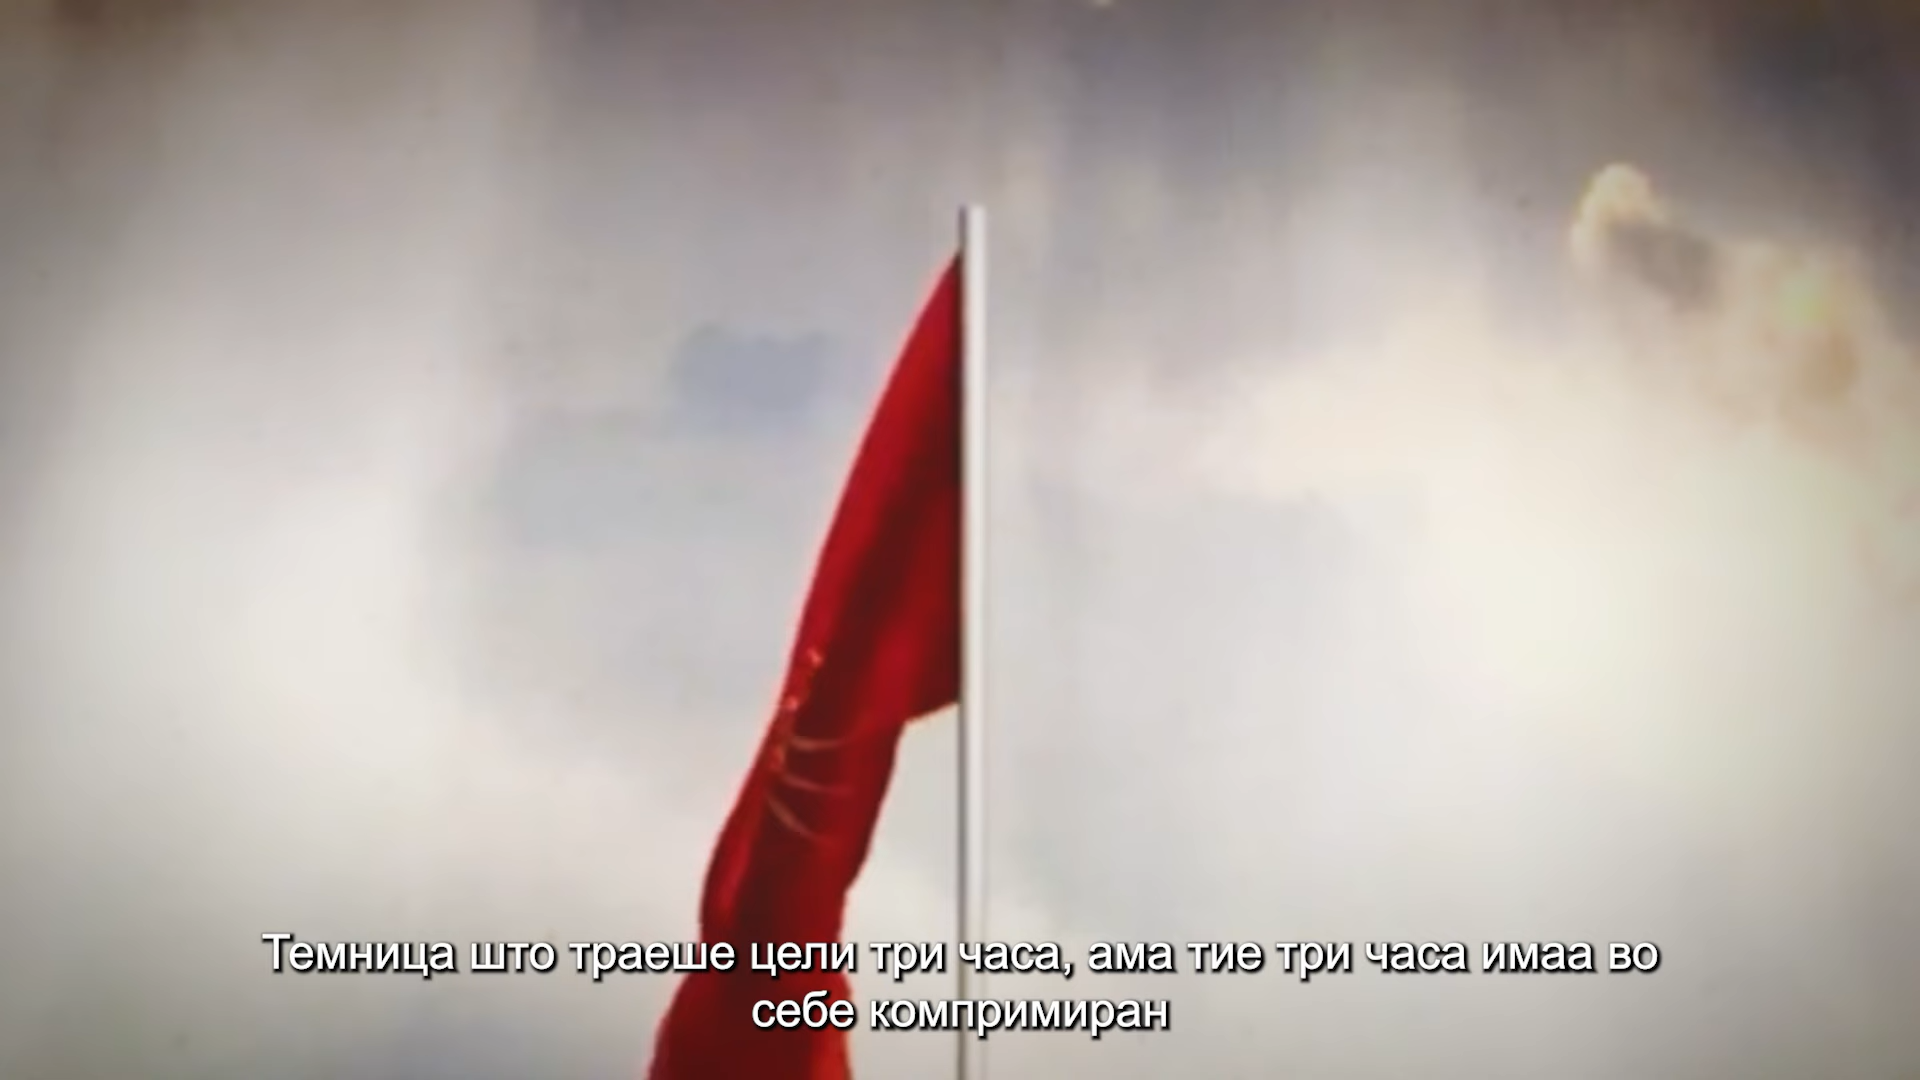 Темница што траеше цели три часа, ама тие три часа имаа во
себе компримиран